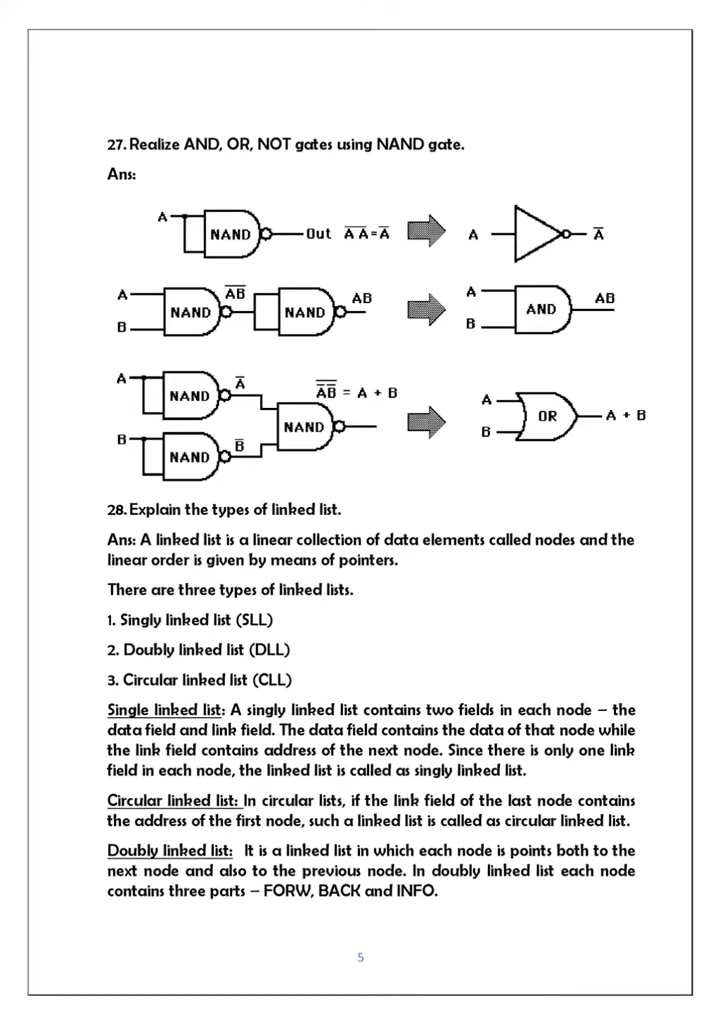 27. Realize AND, OR, NOT gates using NAND gate.
Ans:
A NAND Out A̅ ̅A̅ = A̅ A A̅
A B NAND A̅B̅ NAND AB A B AND AB
A NAND A̅ A̅̅B̅̅ = A + B
B NAND B̅ NAND A B OR A + B
28. Explain the types of linked list.
Ans: A linked list is a linear collection of data elements called nodes and the
linear order is given by means of pointers.
There are three types of linked lists.
1. Singly linked list (SLL)
2. Doubly linked list (DLL)
3. Circular linked list (CLL)
Single linked list: A singly linked list contains two fields in each node – the
data field and link field. The data field contains the data of that node while
the link field contains address of the next node. Since there is only one link
field in each node, the linked list is called as singly linked list.
Circular linked list: In circular lists, if the link field of the last node contains
the address of the first node, such a linked list is called as circular linked list.
Doubly linked list: It is a linked list in which each node is points both to the
next node and also to the previous node. In doubly linked list each node
contains three parts – FORW, BACK and INFO.
5